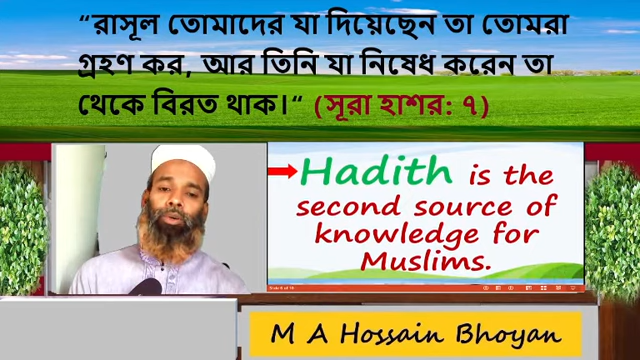 “রাসূল তোমাদের যা দিয়েছেন তা তোমরা
গ্রহণ কর, আর তিনি যা নিষেধ করেন তা
থেকে বিরত থাক।“ (সূরা হাশর: ৭)
Hadith is the
second source of
knowledge for
Muslims.
M A Hossain Bhoyan